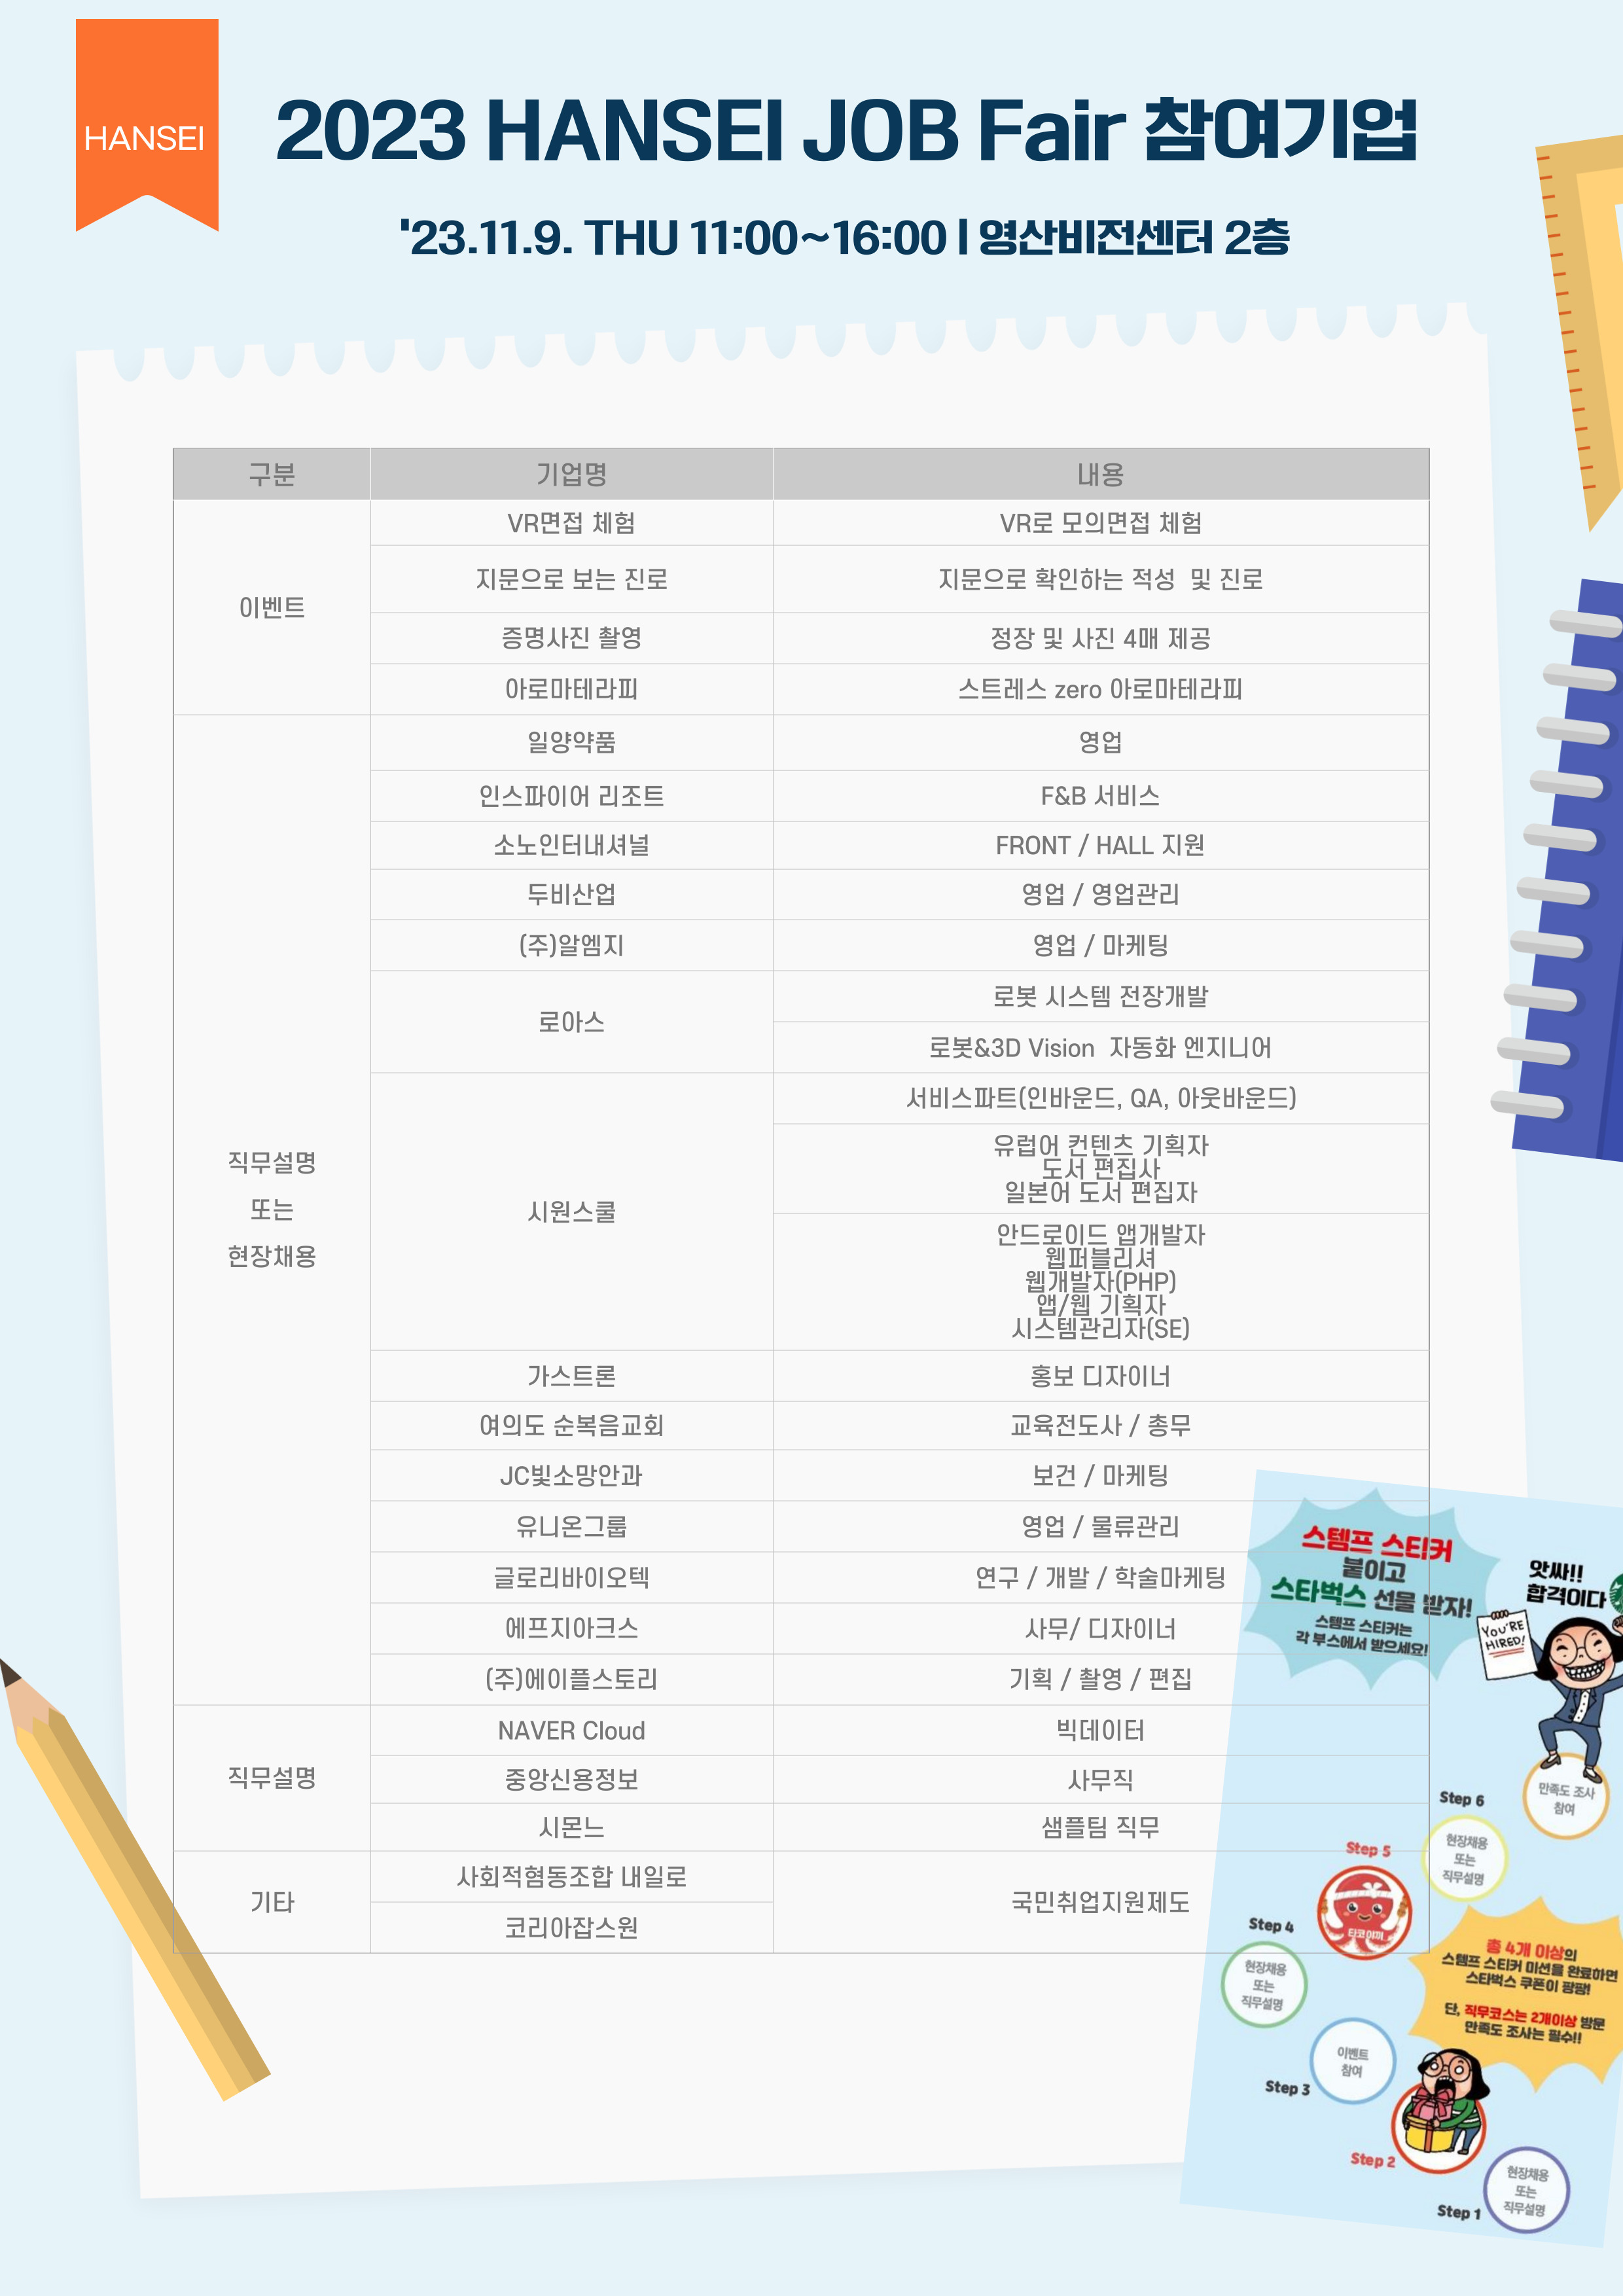 HANSEI
2023 HANSEI JOB Fair 참여기업
'23.11.9. THU 11:00~16:00 | 영산비전센터 2층
구분 기업명 내용
이벤트
VR면접 체험 VR로 모의면접 체험
지문으로 보는 진로 지문으로 확인하는 적성 및 진로
증명사진 촬영 정장 및 사진 4매 제공
아로마테라피 스트레스 zero 아로마테라피
직무설명
또는
현장채용
일양약품 영업
인스파이어 리조트 F&B 서비스
소노인터내셔널 FRONT / HALL 지원
두비산업 영업 / 영업관리
(주)알엠지 영업 / 마케팅
로아스 로봇 시스템 전장개발
로봇&3D Vision 자동화 엔지니어
시원스쿨 서비스파트(인바운드, QA, 아웃바운드)
유럽어 컨텐츠 기획자
도서 편집사
일본어 도서 편집자
안드로이드 앱개발자
웹퍼블리셔
웹개발자(PHP)
앱/웹 기획자
시스템관리자(SE)
가스트론 홍보 디자이너
여의도 순복음교회 교육전도사 / 총무
JC빛소망안과 보건 / 마케팅
유니온그룹 영업 / 물류관리
글로리바이오텍 연구 / 개발 / 학술마케팅
에프지아크스 사무/ 디자이너
(주)에이플스토리 기획 / 촬영 / 편집
직무설명
NAVER Cloud 빅데이터
중앙신용정보 사무직
시몬느 샘플팀 직무
기타
사회적혐동조합 내일로 국민취업지원제도
코리아잡스원
스템프 스티커
붙이고
스타벅스 선물 받자!
스템프 스티커는
각 부스에서 받으세요!
앗싸!!
합격이다
YOU'RE
HIRED!
만족도 조사
참여
Step 6
현장채용
또는
직무설명
Step 5
타코야끼
Step 4
현장채용
또는
직무설명
총 4개 이상의
스템프 스티커 미션을 완료하면
스타벅스 쿠폰이 팡팡!
단, 직무코스는 2개이상 방문
만족도 조사는 필수!!
이벤트
참여
Step 3
Step 2
현장채용
또는
직무설명
Step 1